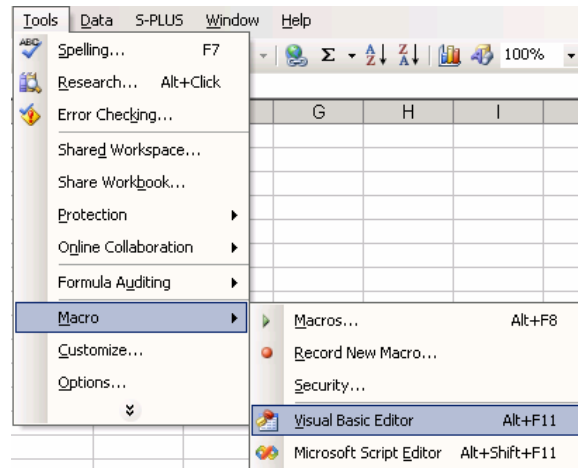 Tools Data S-PLUS Window Help
ABC Spelling... F7
Σ A Z Z A 100%
Research... Alt+Click
Error Checking...
G H I
Shared Workspace...
Share Workbook...
Protection
Online Collaboration
Formula Auditing
Macro
Macros... Alt+F8
Customize...
Record New Macro...
Options...
Security...
Visual Basic Editor Alt+F11
Microsoft Script Editor Alt+Shift+F11